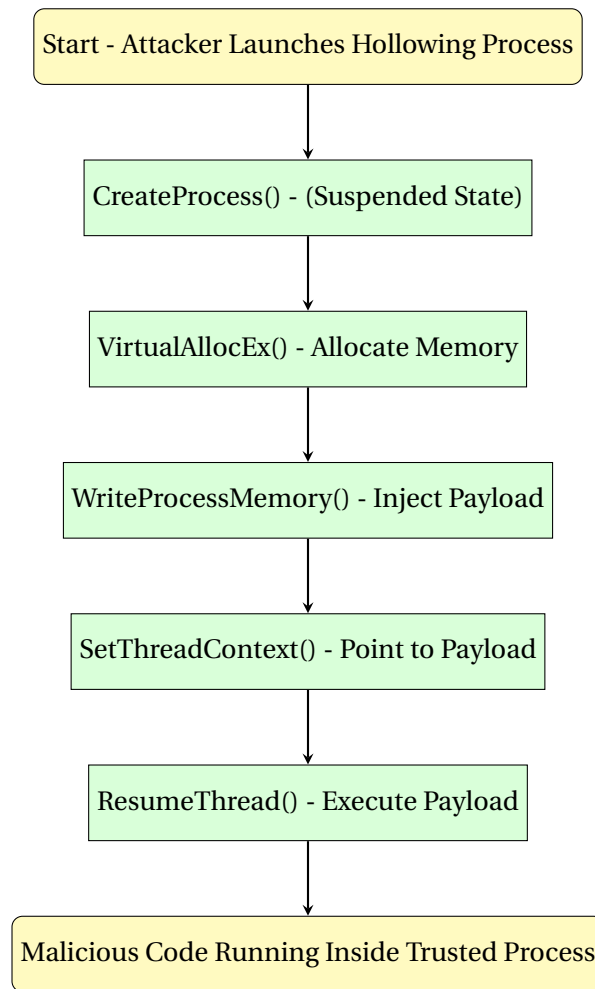 Start - Attacker Launches Hollowing Process
CreateProcess() - (Suspended State)
VirtualAllocEx() - Allocate Memory
WriteProcessMemory() - Inject Payload
SetThreadContext() - Point to Payload
ResumeThread() - Execute Payload
Malicious Code Running Inside Trusted Process